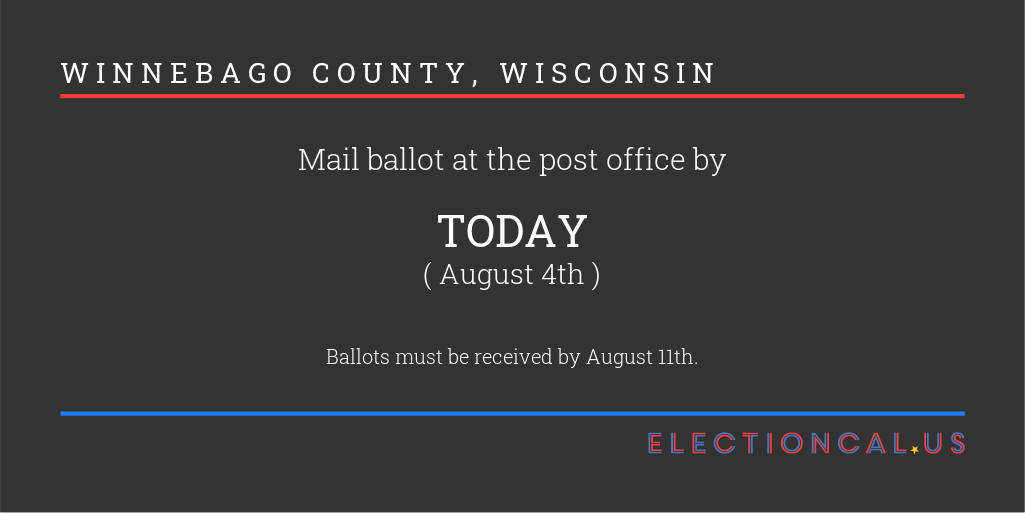 WINNEBAGO COUNTY, WISCONSIN
Mail ballot at the post office by
TODAY
( August 4th )
Ballots must be received by August 11th.
ELECTIONCAL.US